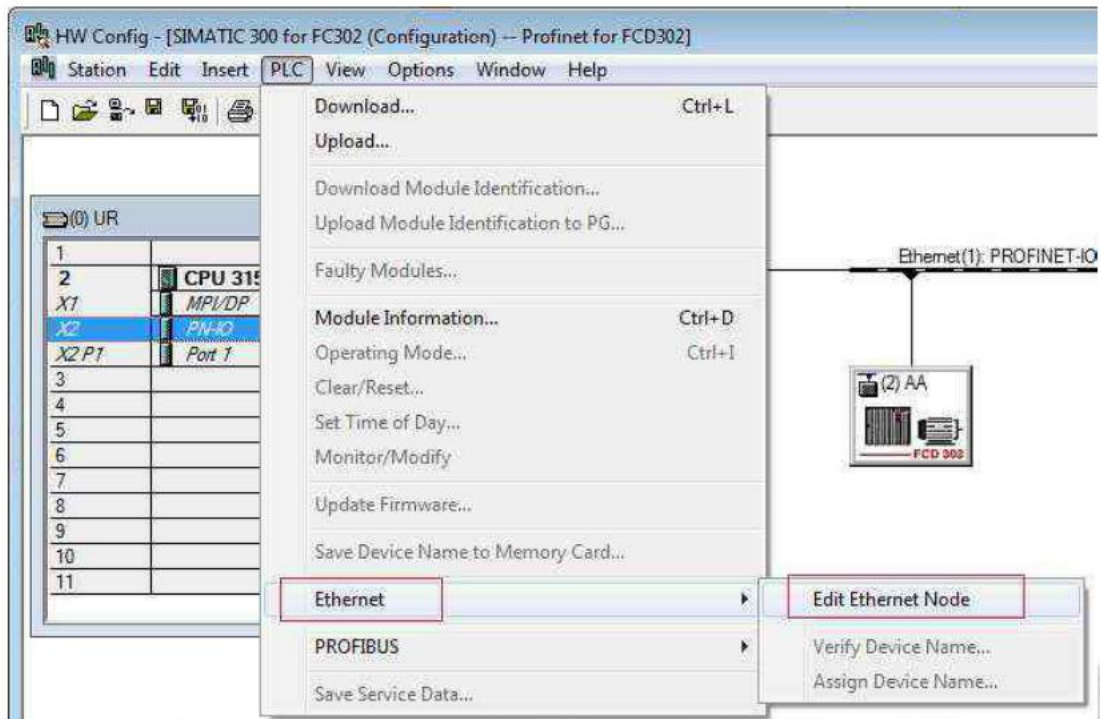 HW Config - [SIMATIC 300 for FC302 (Configuration) -- Profinet for FCD302]
Station Edit Insert PLC View Options Window Help
Download... Ctrl+L
Upload...
Download Module Identification...
Upload Module Identification to PG...
Faulty Modules...
Module Information... Ctrl+D
Operating Mode... Ctrl+I
Clear/Reset...
Set Time of Day...
Monitor/Modify
Update Firmware...
Save Device Name to Memory Card...
Ethernet
PROFIBUS
Save Service Data...
Edit Ethernet Node
Verify Device Name...
Assign Device Name...
(0) UR
1
2 CPU 315
X1 MPI/DP
X2 PN-IO
X2 P1 Port 1
3
4
5
6
7
8
9
10
11
Ethernet(1): PROFINET-IO
(2) AA